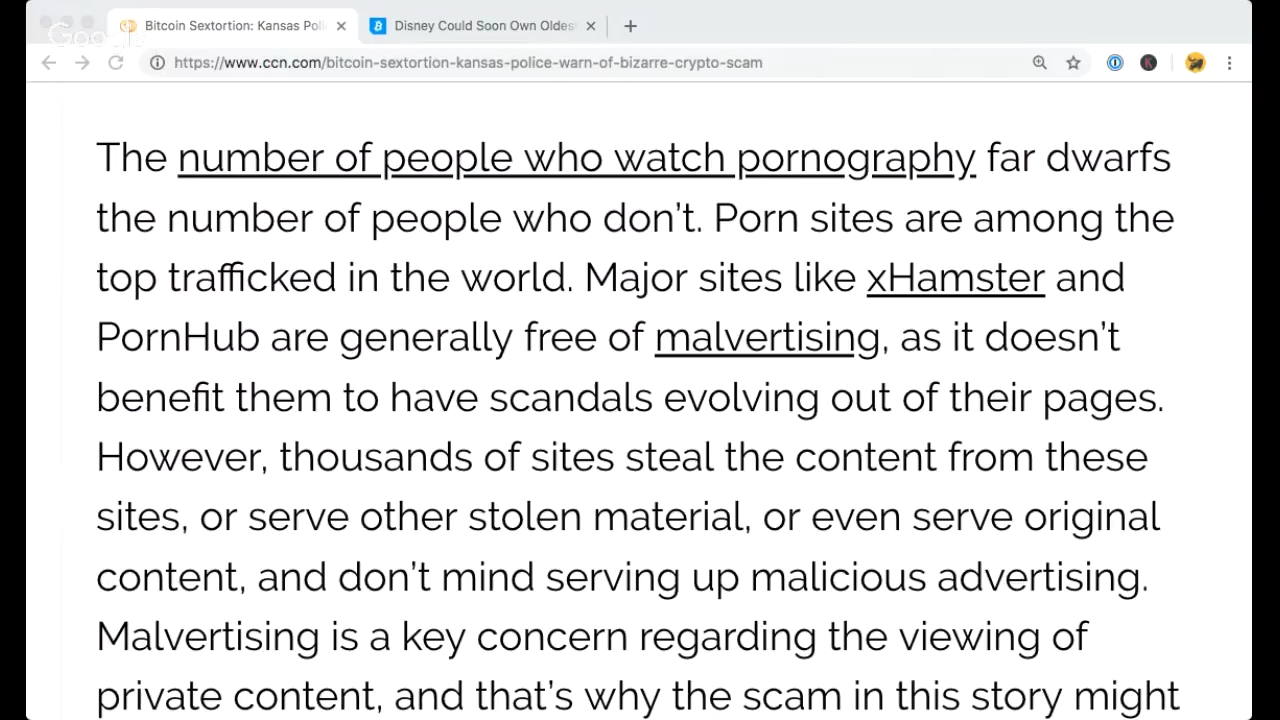 Bitcoin Sextortion: Kansas Poli
Disney Could Soon Own Oldes
https://www.ccn.com/bitcoin-sextortion-kansas-police-warn-of-bizarre-crypto-scam
The number of people who watch pornography far dwarfs
the number of people who don't. Porn sites are among the
top trafficked in the world. Major sites like xHamster and
PornHub are generally free of malvertising, as it doesn't
benefit them to have scandals evolving out of their pages.
However, thousands of sites steal the content from these
sites, or serve other stolen material, or even serve original
content, and don't mind serving up malicious advertising.
Malvertising is a key concern regarding the viewing of
private content, and that's why the scam in this story might